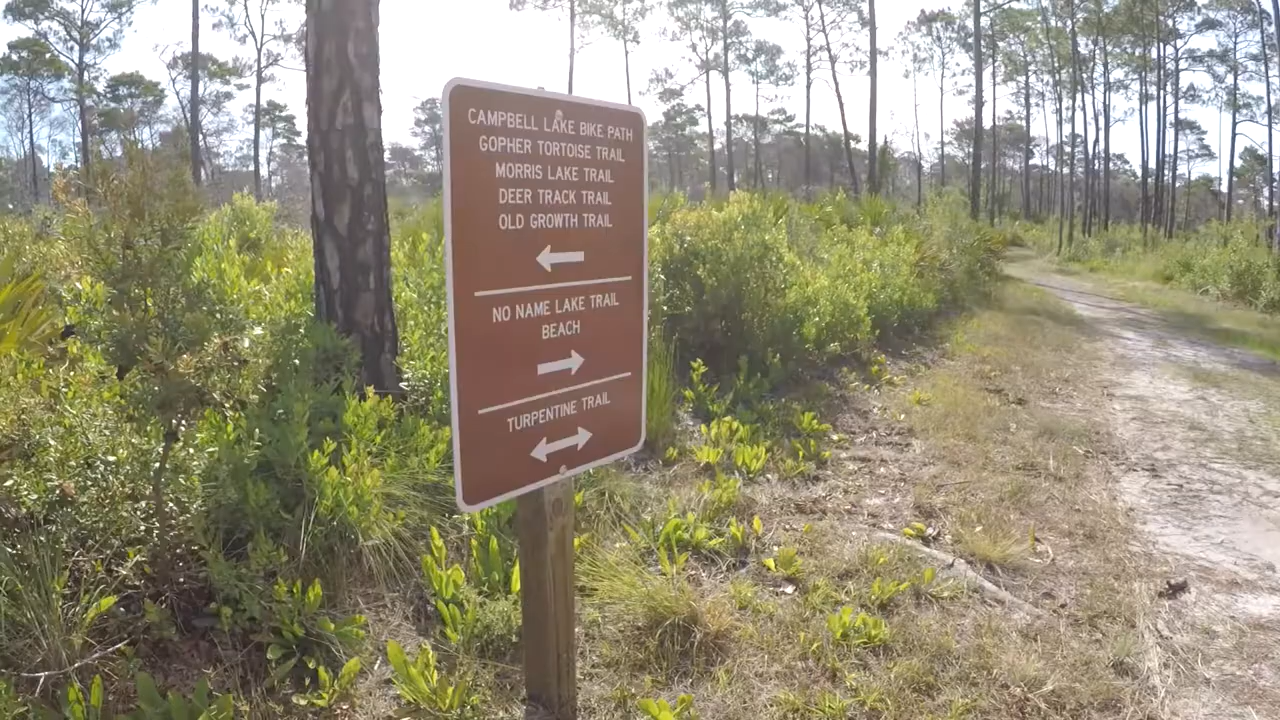 CAMPBELL LAKE BIKE PATH
GOPHER TORTOISE TRAIL
MORRIS LAKE TRAIL
DEER TRACK TRAIL
OLD GROWTH TRAIL
NO NAME LAKE TRAIL
BEACH
TURPENTINE TRAIL